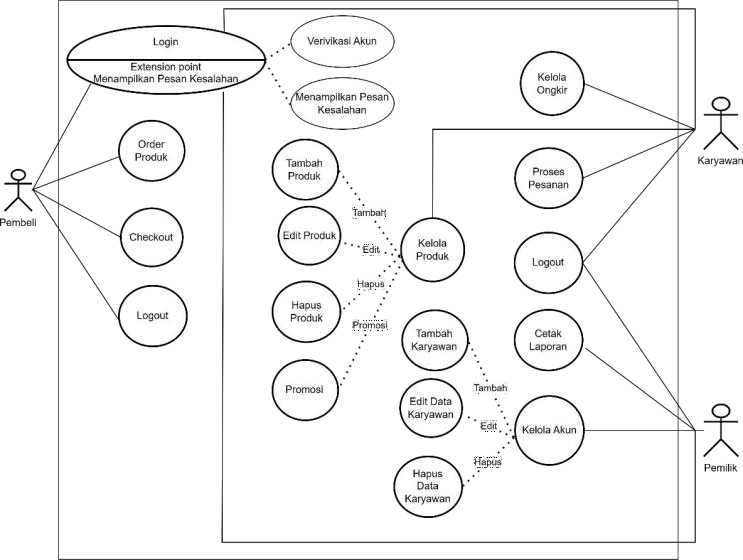 Login
Extension point
Menampilkan Pesan Kesalahan
Verivikasi Akun
Menampilkan Pesan
Kesalahan
Kelola
Ongkir
Karyawan
Order
Produk
Tambah
Produk
Proses
Pesanan
Pembeli
Tambah
Checkout
Edit Produk
Edit
Kelola
Produk
Logout
Hapus
Hapus
Produk
Logout
Promosi
Tambah
Karyawan
Cetak
Laporan
Promosi
Tambah
Edit Data
Karyawan
Edit
Kelola Akun
Hapus
Hapus
Data
Karyawan
Pemilik